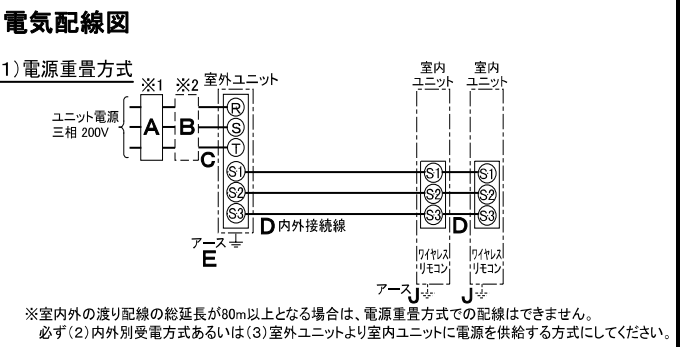 電気配線図
1)電源重畳方式
※1 ※2 室外ユニット
室内ユニット
室内ユニット
ユニット電源
三相 200V
A
B
C
R
S
T
S1
S2
S3
S1
S2
S3
S1
S2
S3
D 内外接続線
D
アース
E
ワイヤレスリモコン
ワイヤレスリモコン
アース J
J
※室内外の渡り配線の総延長が80m以上となる場合は、電源重畳方式での配線はできません。
必ず(2)内外別受電方式あるいは(3)室外ユニットより室内ユニットに電源を供給する方式にしてください。